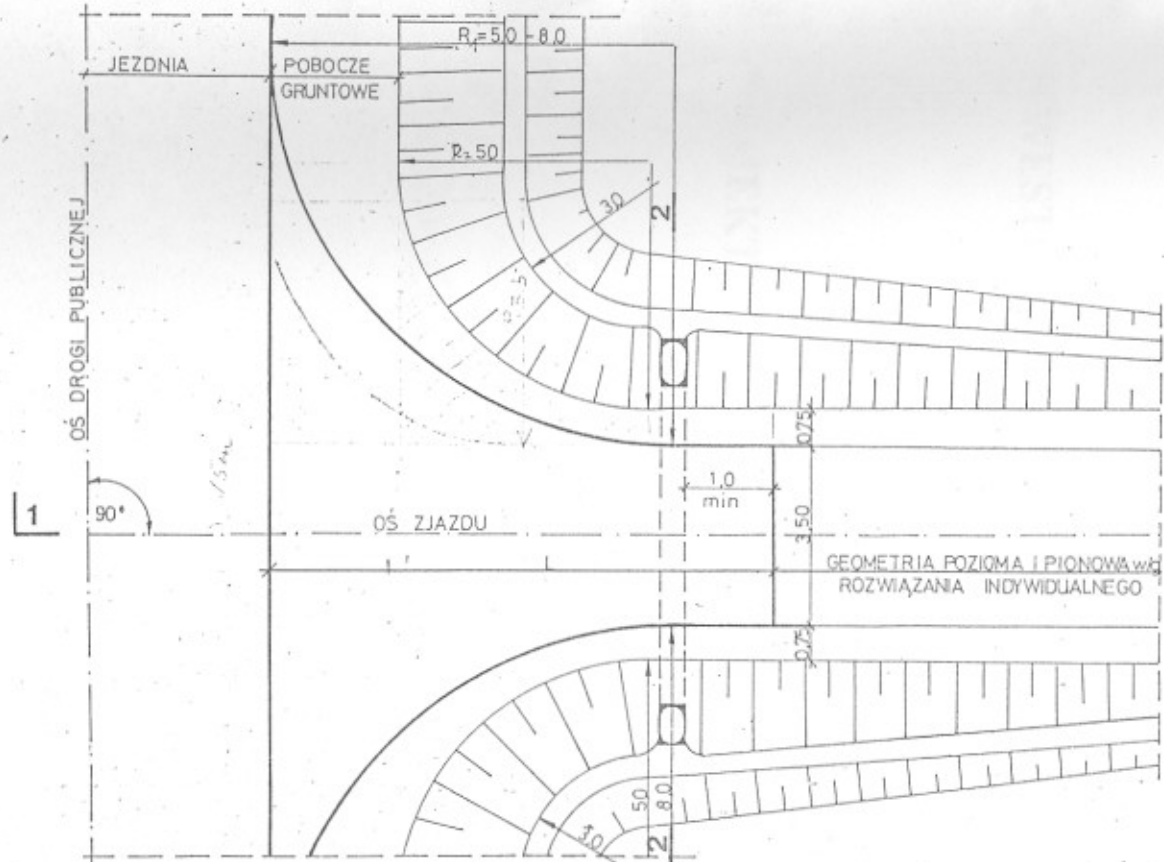 R₁=5,0 - 8,0
JEZDNIA
POBOCZE
GRUNTOWE
R₂=50
3,0
2
OŚ DROGI PUBLICZNEJ
0,75
1
90°
15m
1,0
min
OŚ ZJAZDU
3,50
GEOMETRIA POZIOMA I PIONOWA wg
ROZWIĄZANIA INDYWIDUALNEGO
0,75
50
8,0
3,0
2